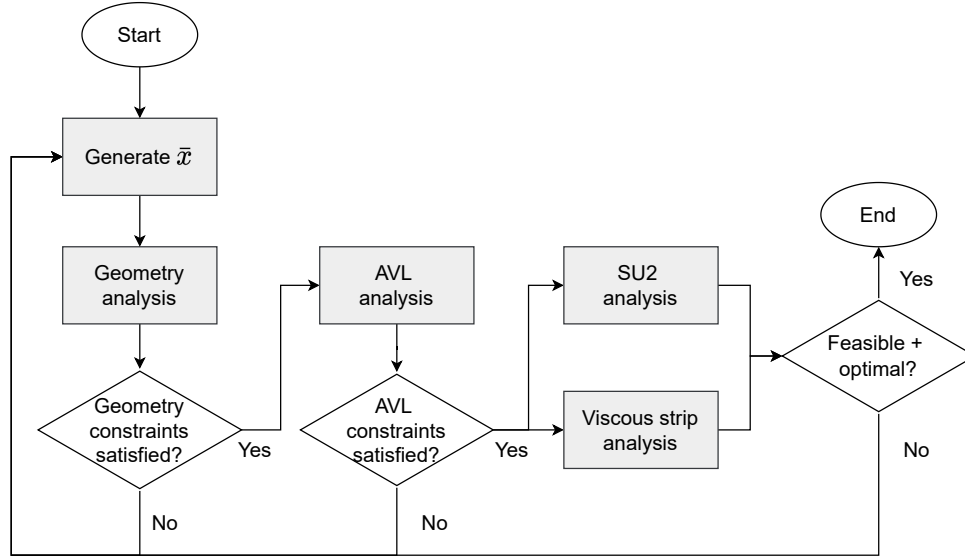 Start
Generate x̄
Geometry
analysis
Geometry
constraints
satisfied?
Yes
No
AVL
analysis
AVL
constraints
satisfied?
Yes
No
SU2
analysis
Viscous strip
analysis
Feasible +
optimal?
Yes
No
End